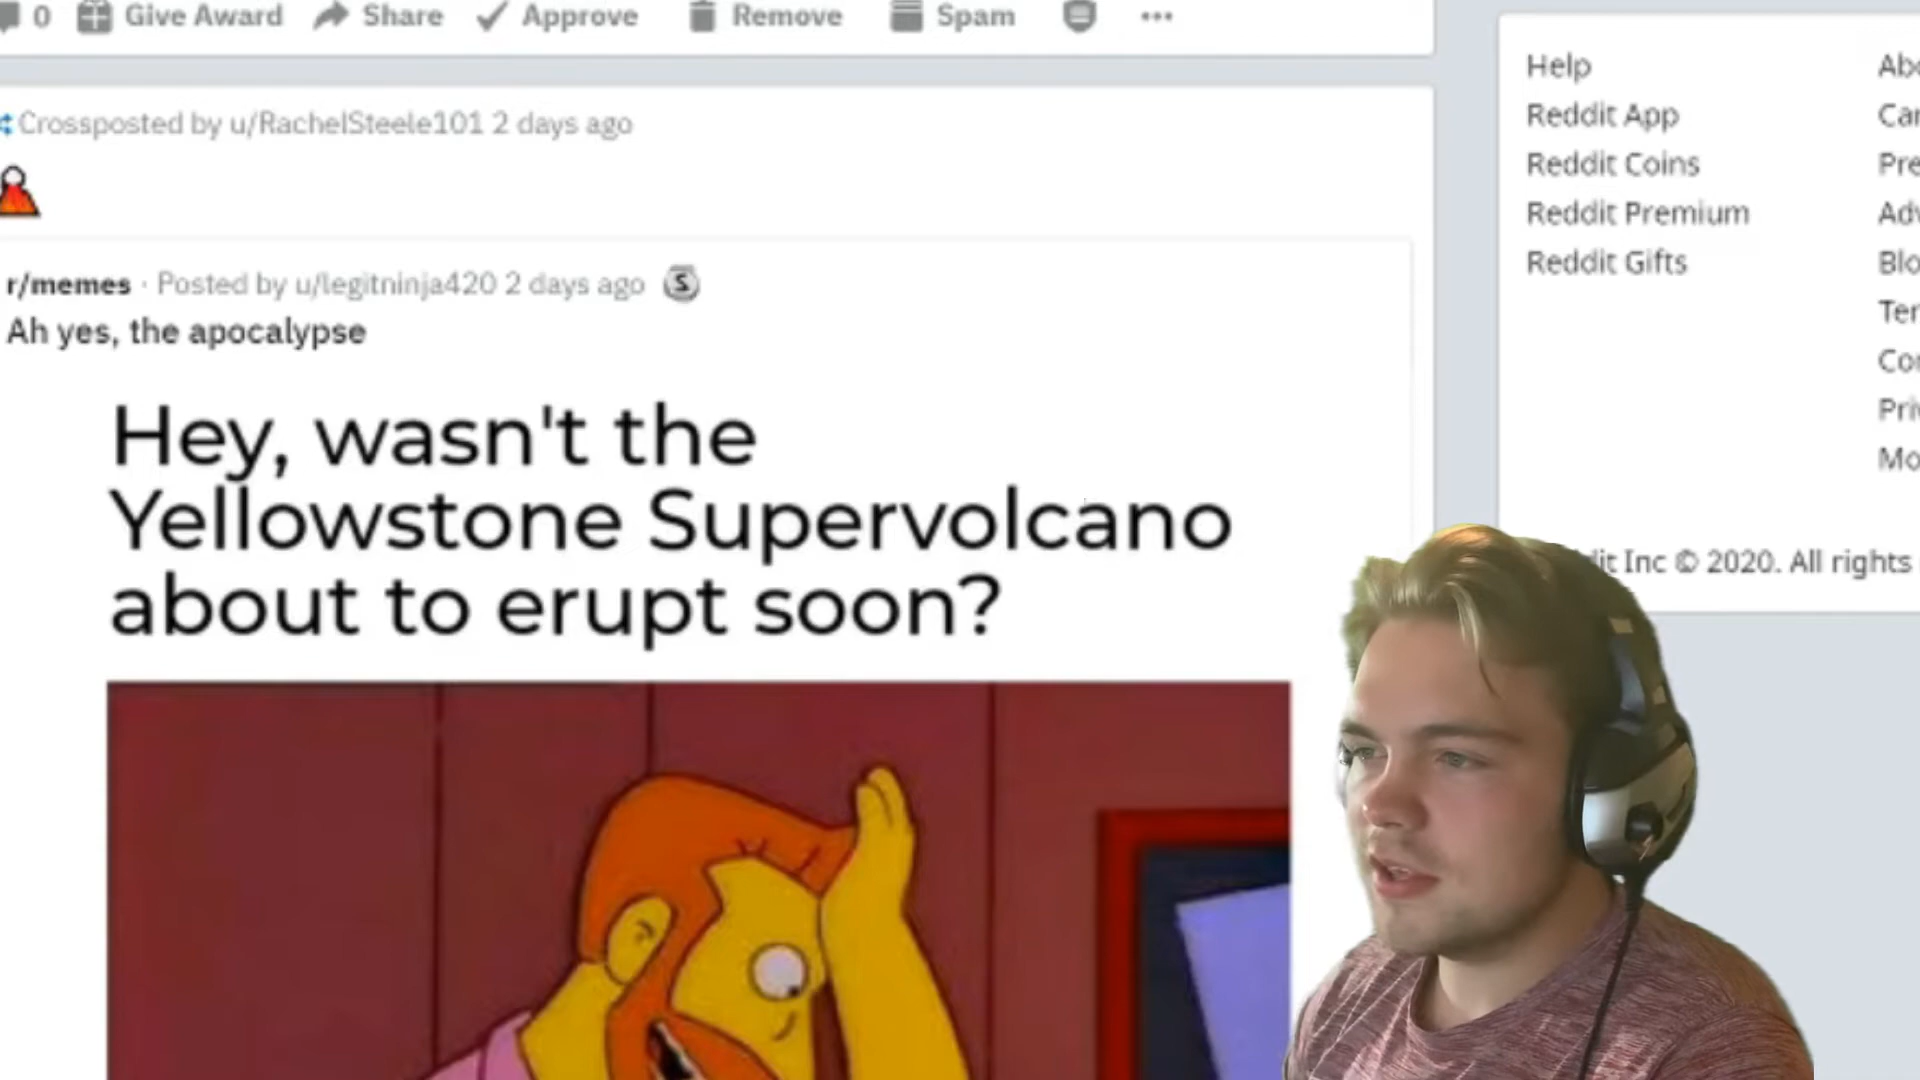 0 Give Award Share Approve Remove Spam
Crossposted by u/RachelSteele101 2 days ago
r/memes · Posted by u/legitninja420 2 days ago S
Ah yes, the apocalypse
Hey, wasn't the
Yellowstone Supervolcano
about to erupt soon?
Help
Reddit App
Reddit Coins
Reddit Premium
Reddit Gifts
Inc © 2020. All rights